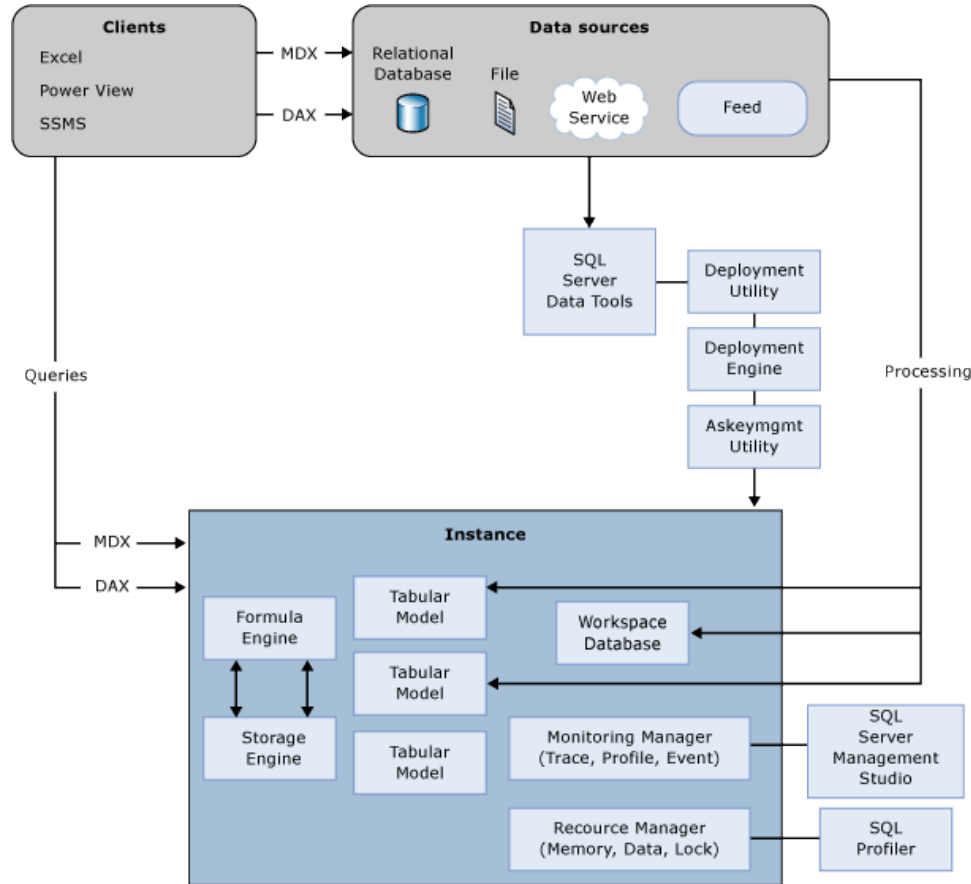 Clients
Excel
Power View
SSMS
MDX
DAX
Data sources
Relational
Database
File
Web
Service
Feed
SQL
Server
Data Tools
Deployment
Utility
Deployment
Engine
Askeymgmt
Utility
Queries
Processing
Instance
MDX
DAX
Formula
Engine
Storage
Engine
Tabular
Model
Tabular
Model
Tabular
Model
Workspace
Database
Monitoring Manager
(Trace, Profile, Event)
SQL
Server
Management
Studio
Recource Manager
(Memory, Data, Lock)
SQL
Profiler